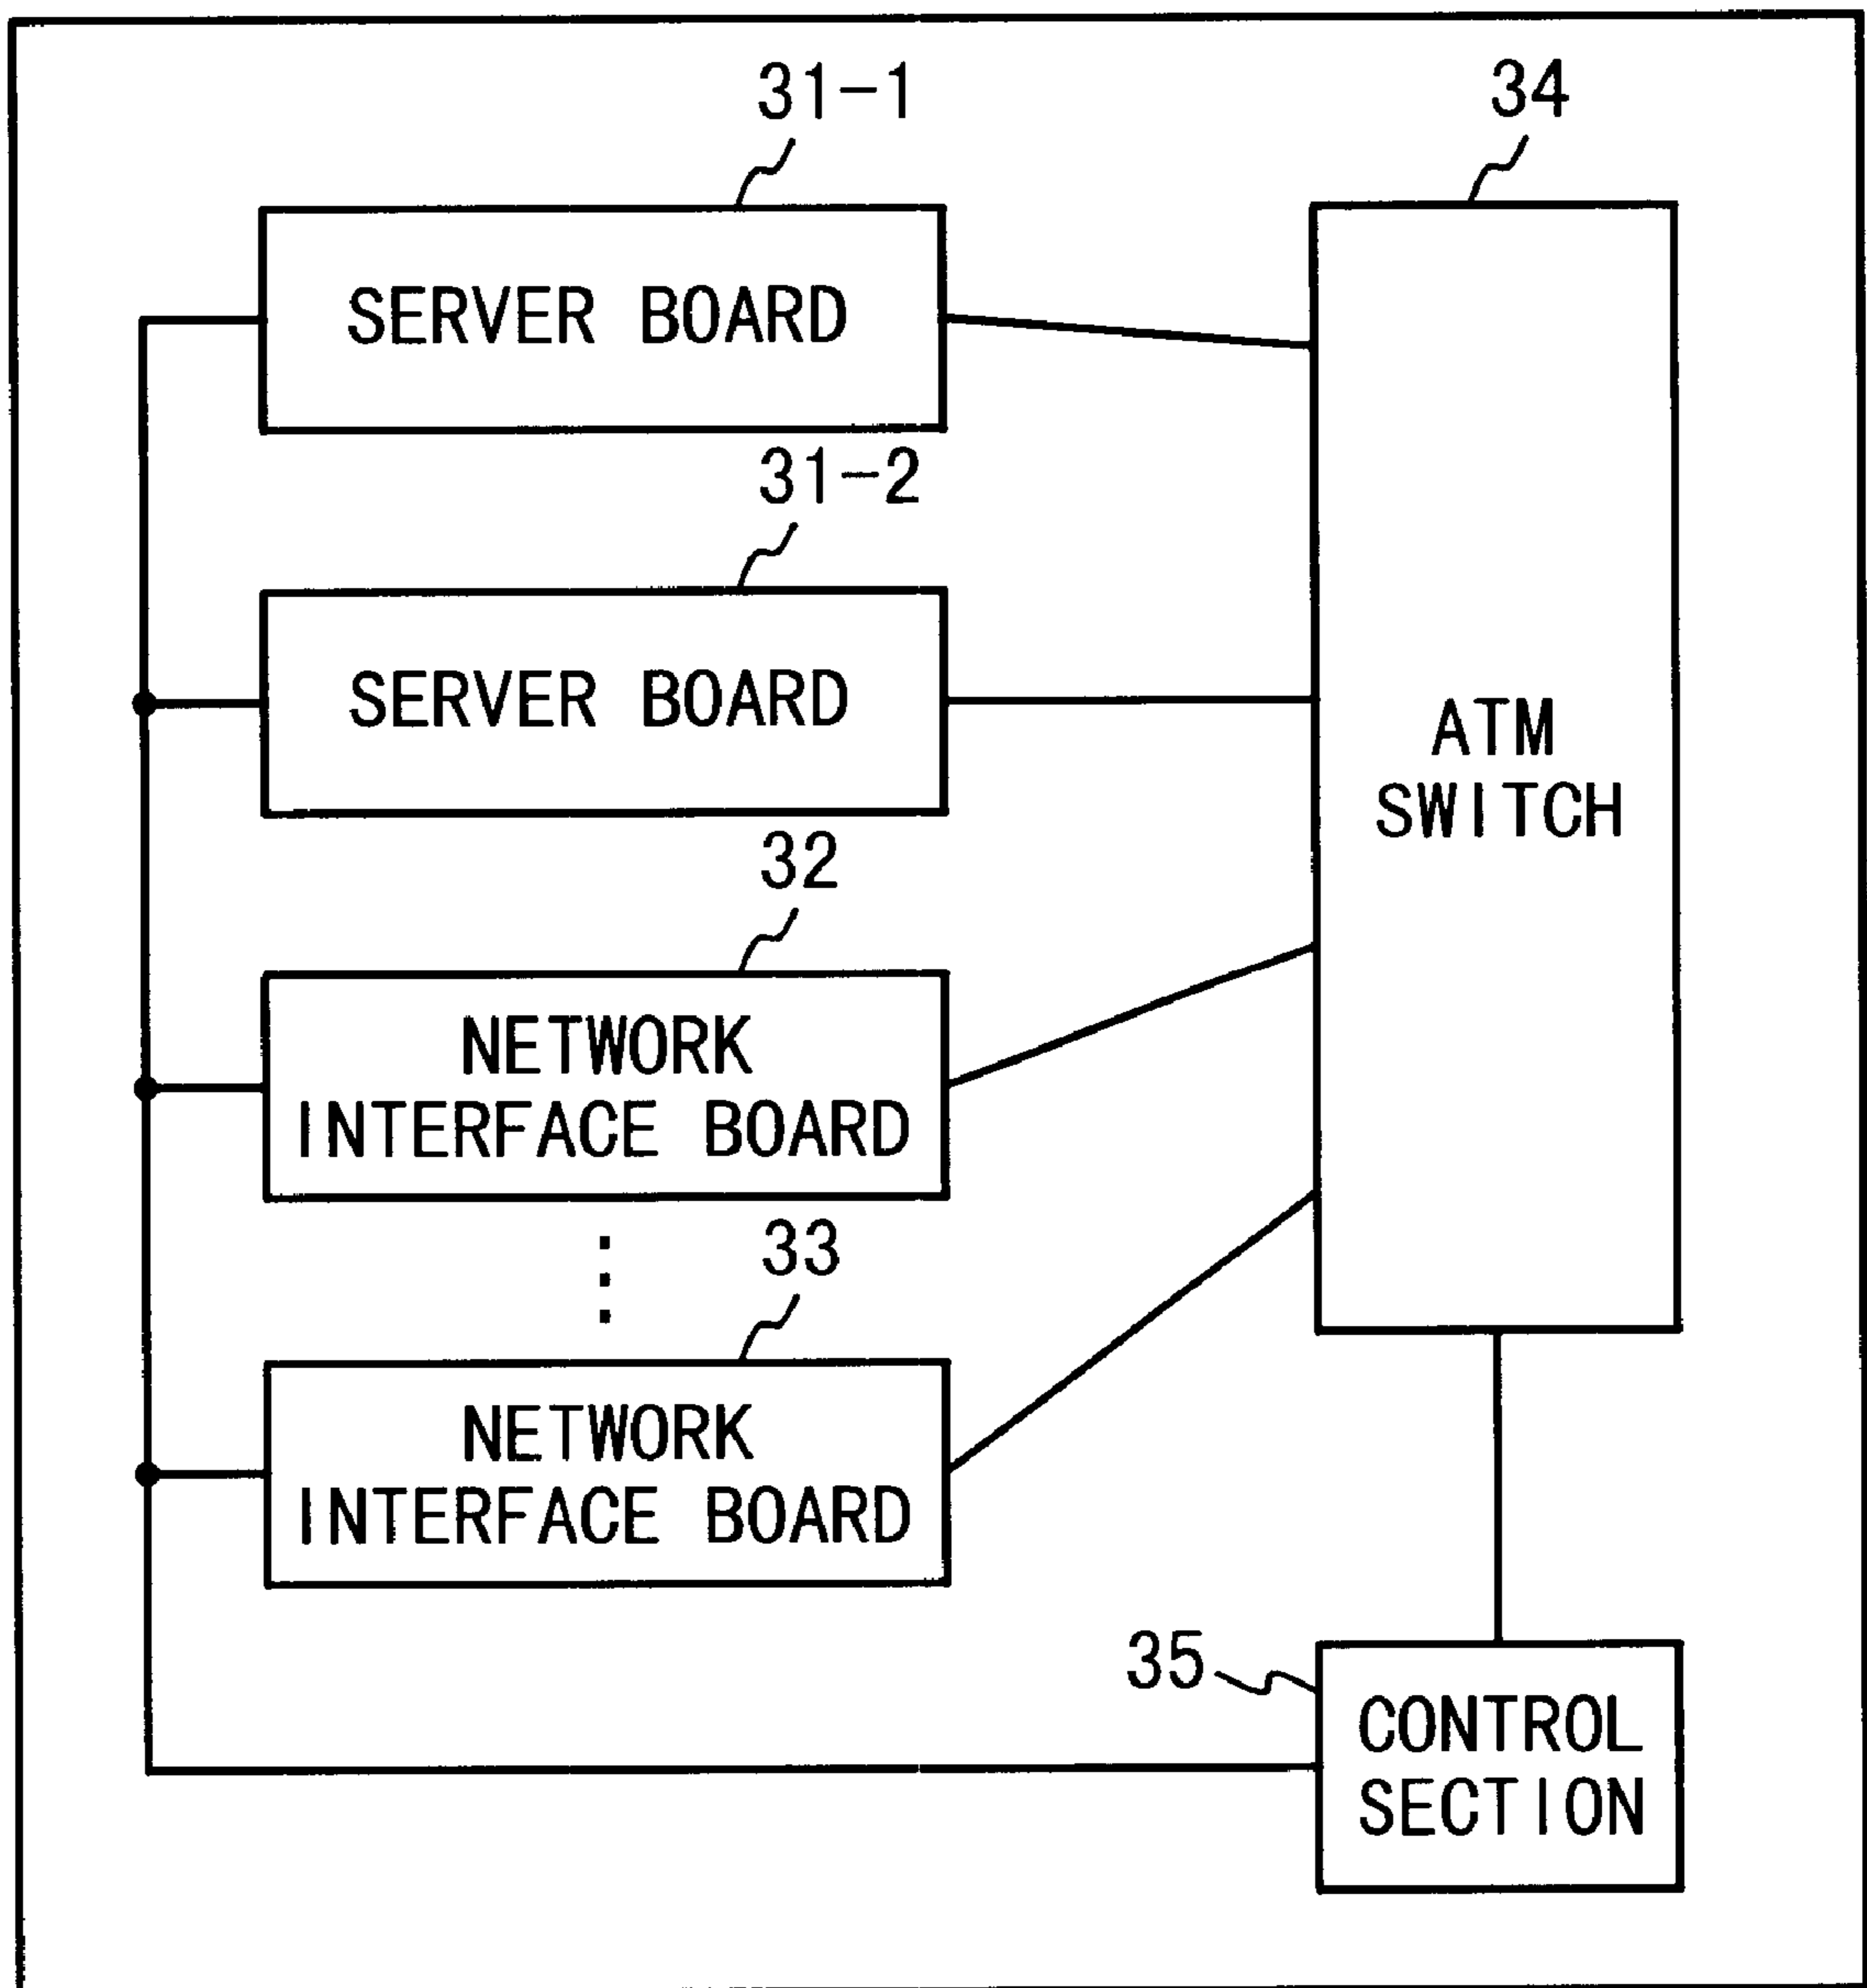 31-1
34
SERVER BOARD
31-2
SERVER BOARD
ATM
SWITCH
32
NETWORK
INTERFACE BOARD
33
NETWORK
INTERFACE BOARD
35
CONTROL
SECTION